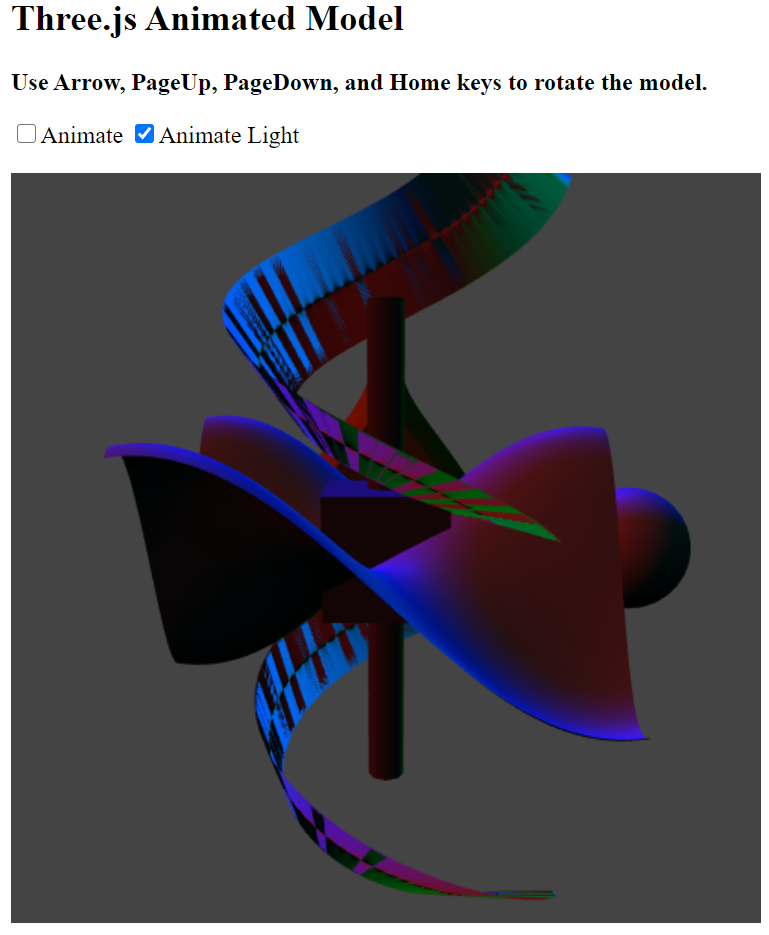 Three.js Animated Model
Use Arrow, PageUp, PageDown, and Home keys to rotate the model.
Animate Animate Light